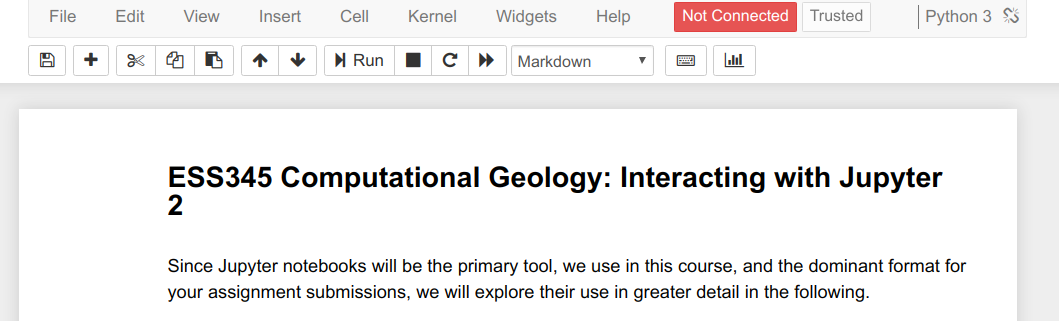 File Edit View Insert Cell Kernel Widgets Help Not Connected Trusted Python 3
Run Markdown
ESS345 Computational Geology: Interacting with Jupyter
2
Since Jupyter notebooks will be the primary tool, we use in this course, and the dominant format for
your assignment submissions, we will explore their use in greater detail in the following.